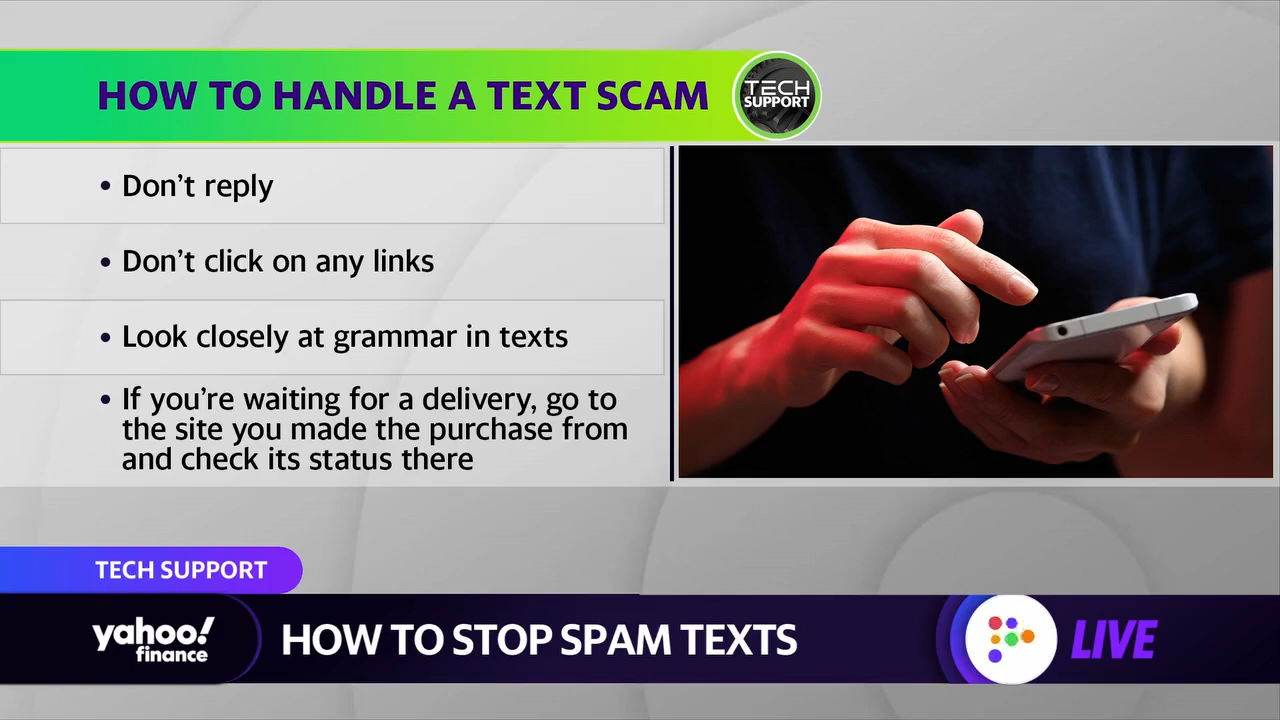 HOW TO HANDLE A TEXT SCAM
TECH
SUPPORT
• Don’t reply
• Don’t click on any links
• Look closely at grammar in texts
• If you’re waiting for a delivery, go to
the site you made the purchase from
and check its status there
TECH SUPPORT
yahoo!
finance
HOW TO STOP SPAM TEXTS
LIVE